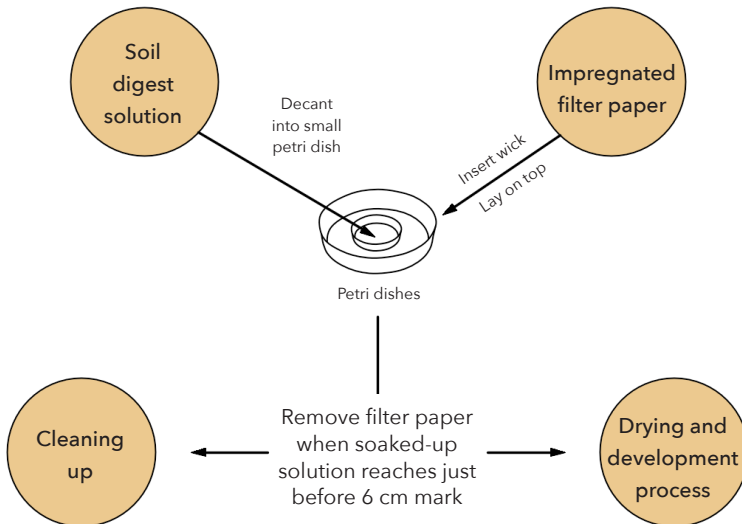 Soil
digest
solution
Decant
into small
petri dish
Impregnated
filter paper
Insert wick
Lay on top
Petri dishes
Cleaning
up
Remove filter paper
when soaked-up
solution reaches just
before 6 cm mark
Drying and
development
process